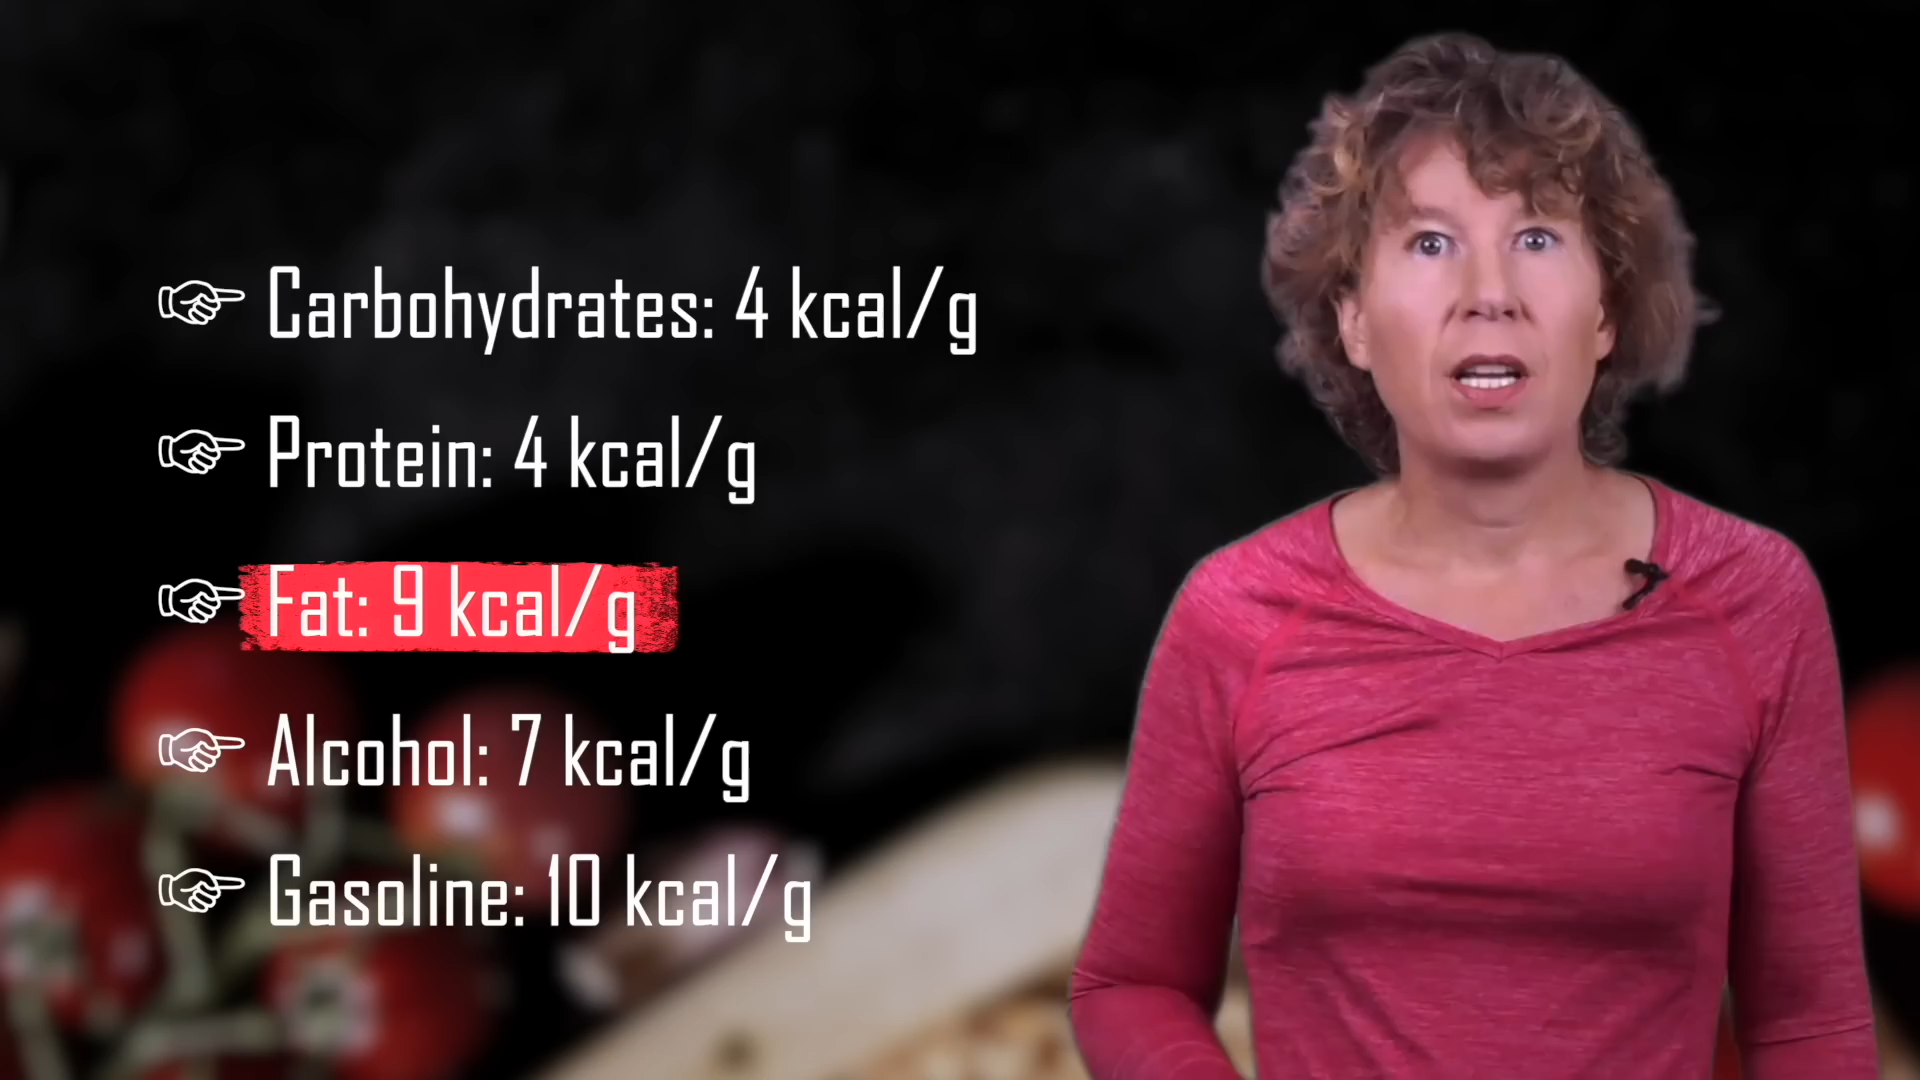 ☞ Carbohydrates: 4 kcal/g
☞ Protein: 4 kcal/g
☞ Fat: 9 kcal/g
☞ Alcohol: 7 kcal/g
☞ Gasoline: 10 kcal/g